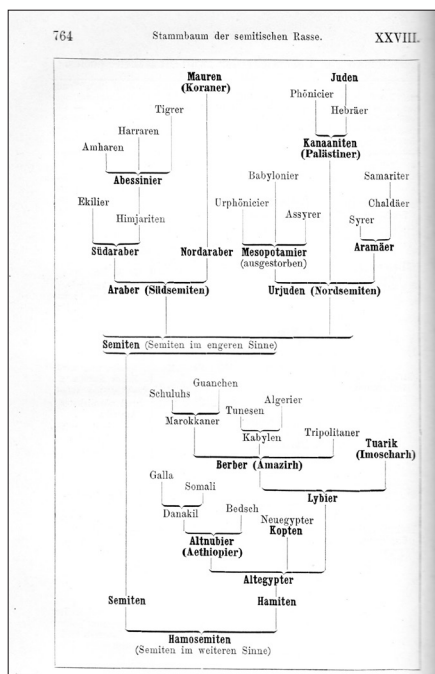 764
Stammbaum der semitischen Rasse.
XXVIII.
Mauren
(Koraner)
Juden
Phönicier
Hebräer
Tigrer
Harraren
Amharen
Kanaaniten
(Palästiner)
Abessinier
Babylonier
Samariter
Ekilier
Himjariten
Urphönicier
Assyrer
Chaldäer
Syrer
Südaraber
Nordaraber
Mesopotamier
(ausgestorben)
Aramäer
Araber (Südsemiten)
Urjuden (Nordsemiten)
Semiten (Semiten im engeren Sinne)
Guanchen
Schuluhs
Algerier
Tunesen
Marokkaner
Kabylen
Tripolitaner
Tuarik
(Imoscharh)
Berber (Amazirh)
Galla
Somali
Lybier
Danakil
Bedsch
Neuegypter
Kopten
Altnubier
(Aethiopier)
Altegypter
Semiten
Hamiten
Hamosemiten
(Semiten im weiteren Sinne)